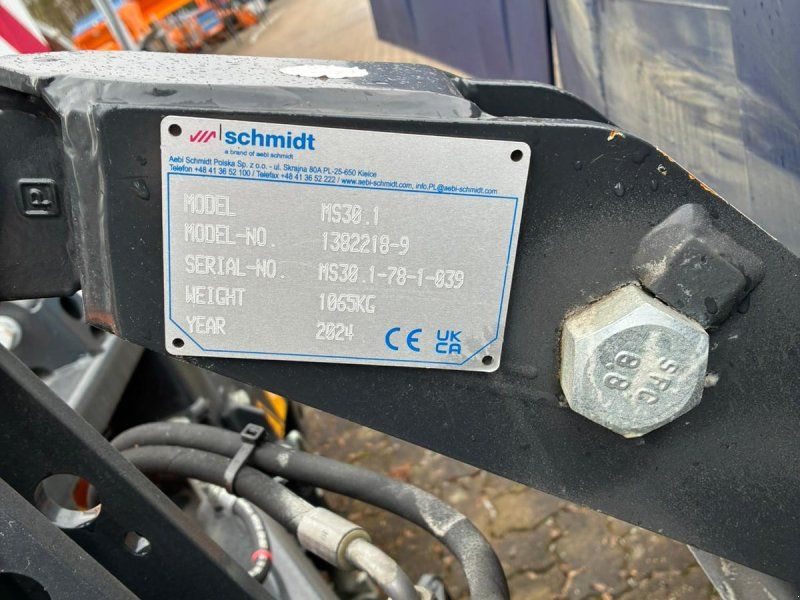 schmidt
a brand of aebi schmidt
Aebi Schmidt Polska Sp. z o.o. - ul. Skrajna 80A PL-25-650 Kielce
Telefon +48 41 36 52 100 / Telefax +48 41 36 52 222 / www.aebi-schmidt.com, info.PL@aebi-schmidt.com
MODEL MS30.1
MODEL-NO. 1382218-9
SERIAL-NO. MS30.1-78-1-039
WEIGHT 1065KG
YEAR 2024
CE UK
CA
SFC
8.8